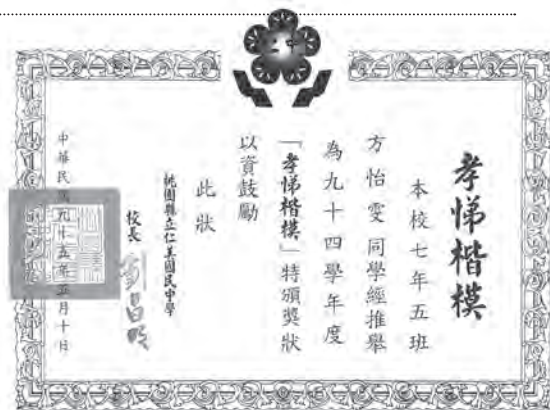 孝悌楷模
本校七年五班
方怡雯同學經推舉
為九十四學年度
「孝悌楷模」特頒獎狀
以資鼓勵
此狀
桃園縣立仁美國民中學
校長 劉昌明
中華民國九十五年五月十日